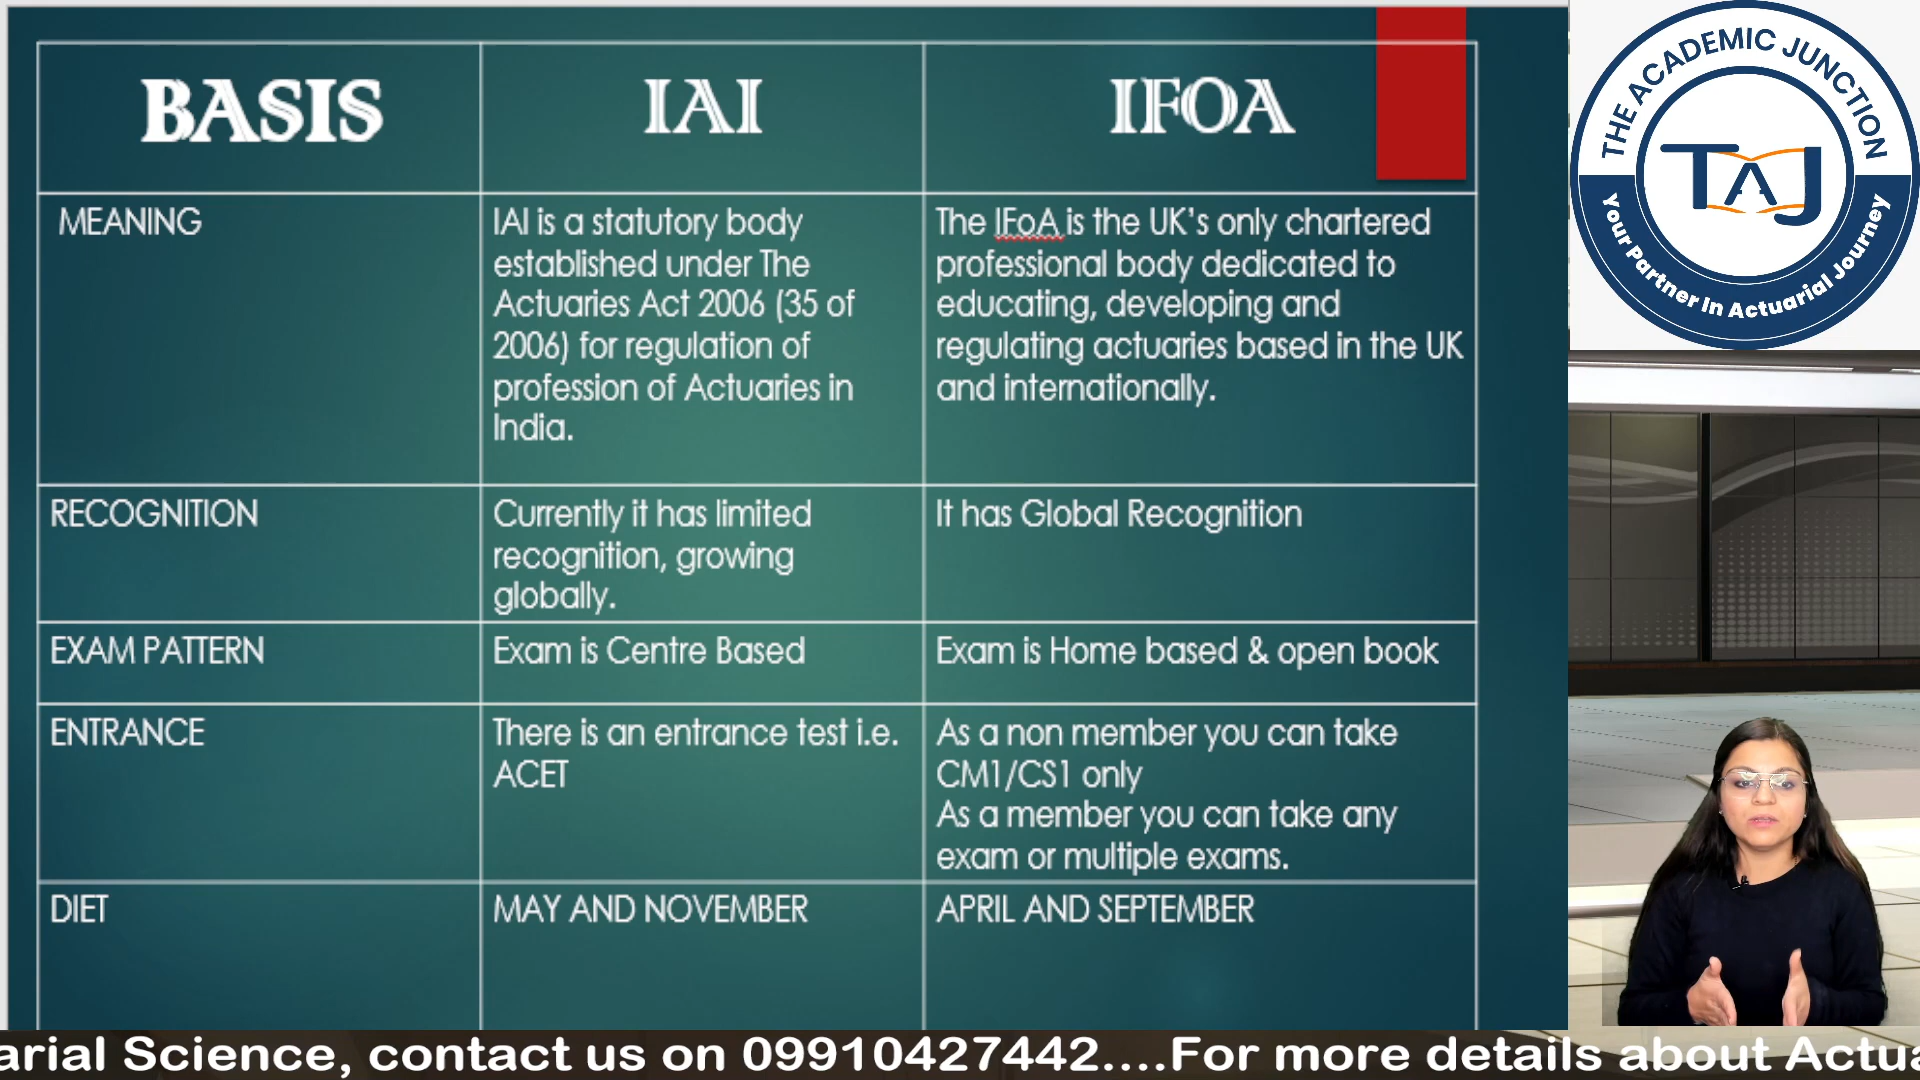 BASIS
IAI
IFOA
MEANING
IAI is a statutory body
established under The
Actuaries Act 2006 (35 of
2006) for regulation of
profession of Actuaries in
India.
The IFoA is the UK's only chartered
professional body dedicated to
educating, developing and
regulating actuaries based in the UK
and internationally.
RECOGNITION
Currently it has limited
recognition, growing
globally.
It has Global Recognition
EXAM PATTERN
Exam is Centre Based
Exam is Home based & open book
ENTRANCE
There is an entrance test i.e.
ACET
As a non member you can take
CM1/CS1 only
As a member you can take any
exam or multiple exams.
DIET
MAY AND NOVEMBER
APRIL AND SEPTEMBER
THE ACADEMIC JUNCTION
TAJ
Your Partner In Actuarial Journey
arial Science, contact us on 09910427442....For more details about Actua